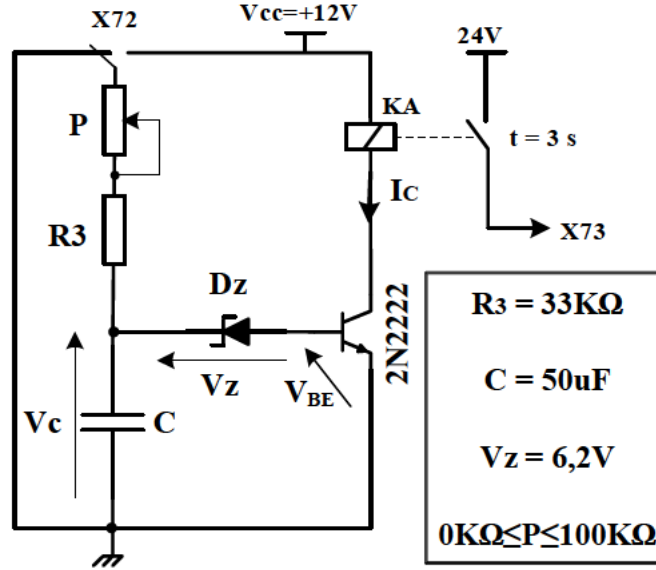 X72
Vcc=+12V
24V
P
KA
t = 3 s
IC
X73
R3
Dz
2N2222
Vz
VBE
Vc
C
R3 = 33KΩ
C = 50uF
Vz = 6,2V
0KΩ≤P≤100KΩ